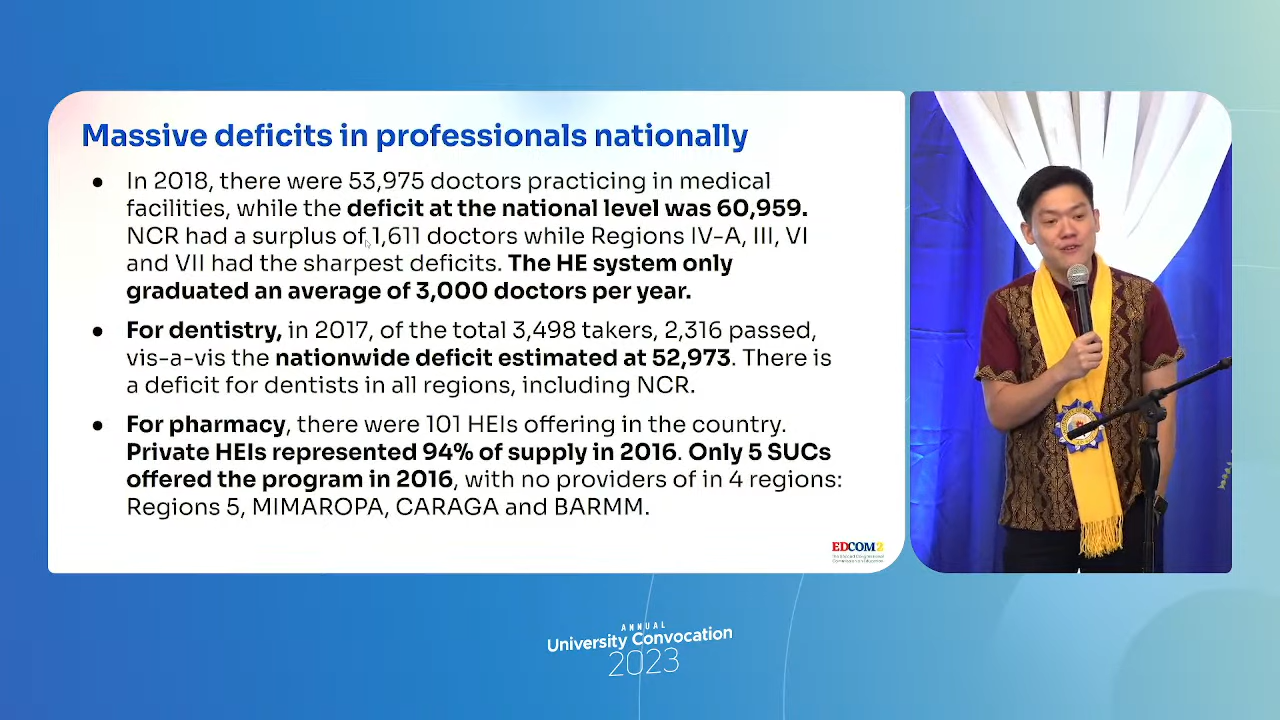 Massive deficits in professionals nationally
● In 2018, there were 53,975 doctors practicing in medical
facilities, while the deficit at the national level was 60,959.
NCR had a surplus of 1,611 doctors while Regions IV-A, III, VI
and VII had the sharpest deficits. The HE system only
graduated an average of 3,000 doctors per year.
● For dentistry, in 2017, of the total 3,498 takers, 2,316 passed,
vis-a-vis the nationwide deficit estimated at 52,973. There is
a deficit for dentists in all regions, including NCR.
● For pharmacy, there were 101 HEIs offering in the country.
Private HEIs represented 94% of supply in 2016. Only 5 SUCs
offered the program in 2016, with no providers of in 4 regions:
Regions 5, MIMAROPA, CARAGA and BARMM.
EDCOM2
ANNUAL
University Convocation
2023